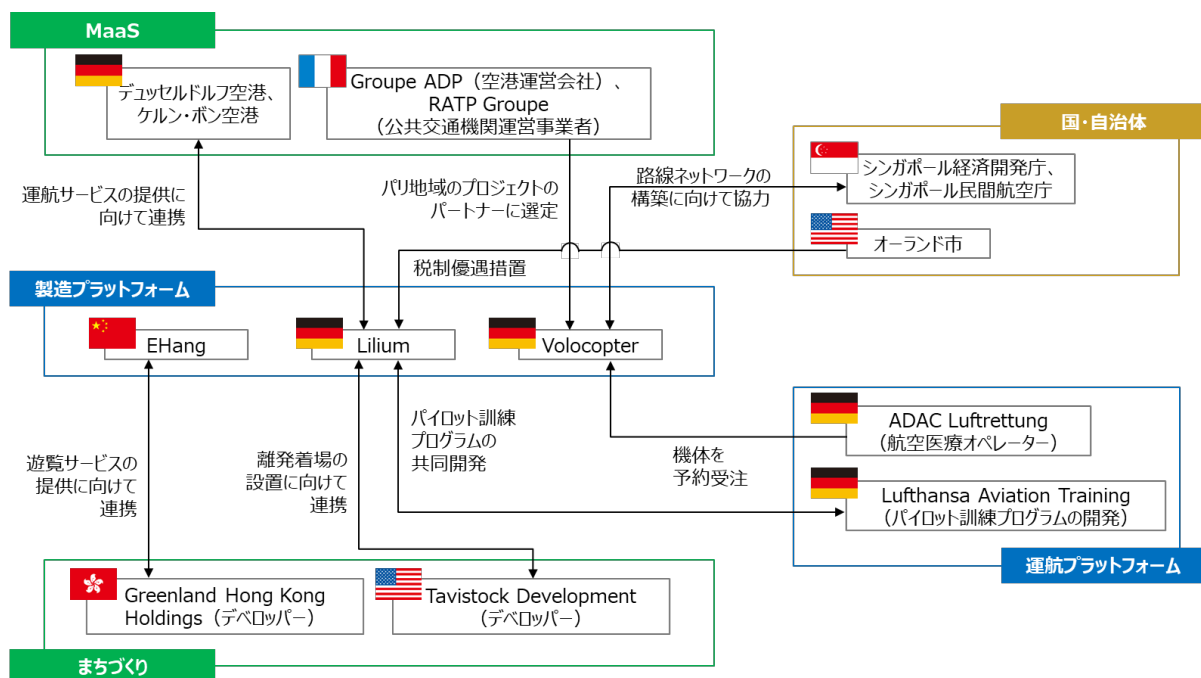 MaaS
デュッセルドルフ空港、
ケルン・ボン空港
Groupe ADP（空港運営会社）、
RATP Groupe
（公共交通機関運営事業者）
国・自治体
シンガポール経済開発庁、
シンガポール民間航空庁
オーランド市
運航サービスの提供に
向けて連携
パリ地域のプロジェクトの
パートナーに選定
路線ネットワークの
構築に向けて協力
税制優遇措置
製造プラットフォーム
EHang
Lilium
Volocopter
遊覧サービスの
提供に向けて
連携
離発着場の
設置に向けて
連携
パイロット訓練
プログラムの
共同開発
機体を
予約受注
ADAC Luftrettung
（航空医療オペレーター）
Lufthansa Aviation Training
（パイロット訓練プログラムの開発）
運航プラットフォーム
Greenland Hong Kong
Holdings（デベロッパー）
Tavistock Development
（デベロッパー）
まちづくり